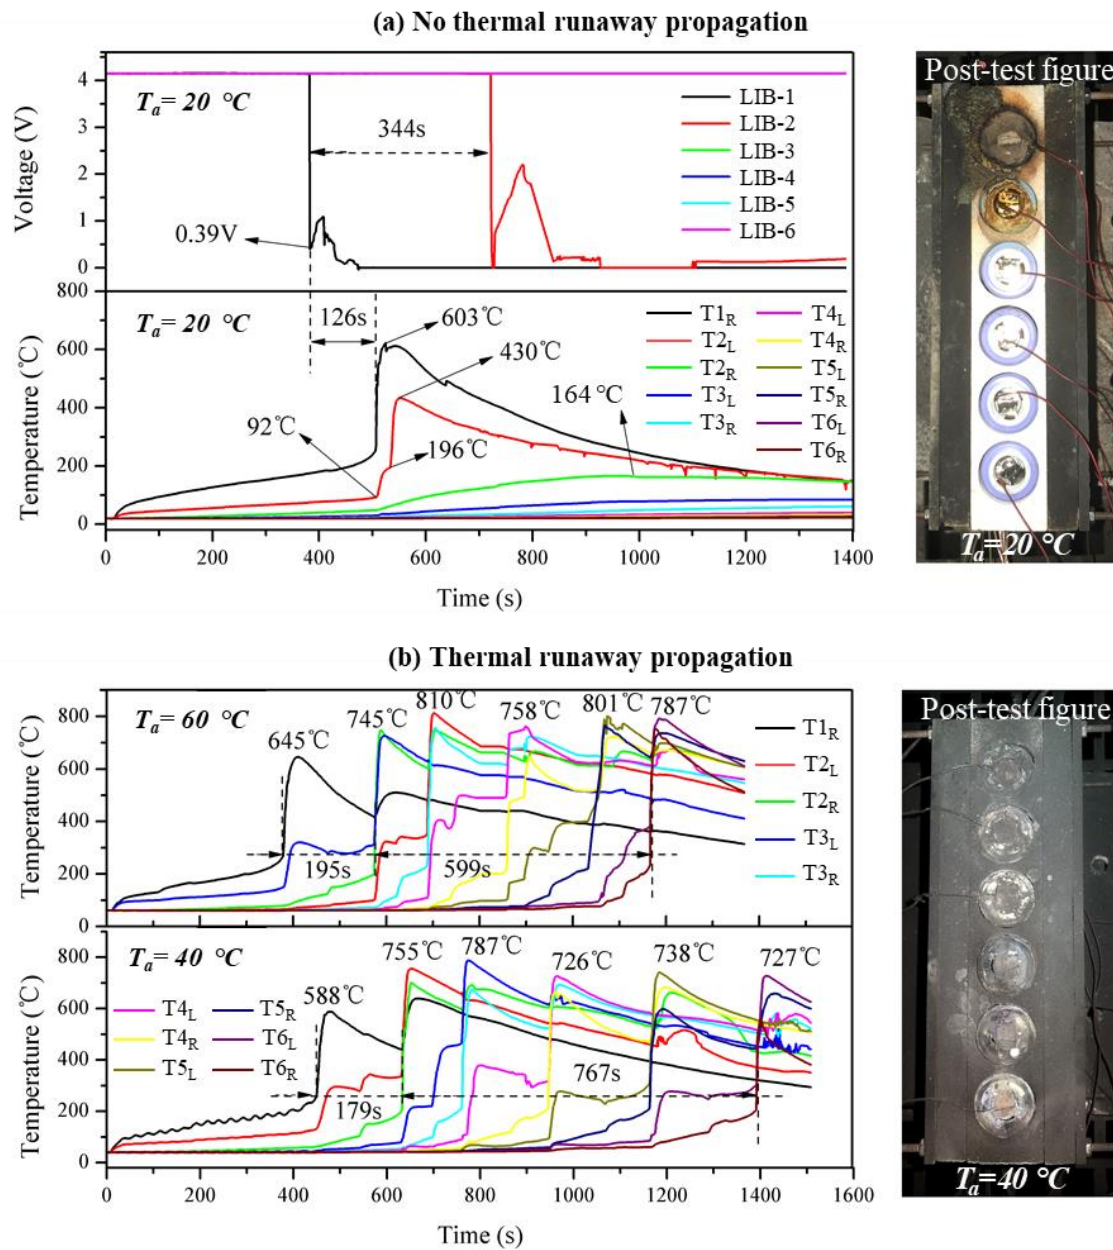 (a) No thermal runaway propagation
Voltage (V)
4
3
2
1
0
Tₐ= 20 °C
344s
0.39V
LIB-1
LIB-2
LIB-3
LIB-4
LIB-5
LIB-6
Temperature (℃)
800
600
400
200
0
Tₐ= 20 °C
126s
603℃
430℃
164℃
92℃
196℃
T1R
T2L
T2R
T3L
T3R
T4L
T4R
T5L
T5R
T6L
T6R
0 200 400 600 800 1000 1200 1400
Time (s)
Post-test figure
Tₐ=20 °C
(b) Thermal runaway propagation
Temperature (℃)
800
600
400
200
0
Tₐ= 60 °C
645℃
745℃
810℃
758℃
801℃
787℃
195s
599s
T1R
T2L
T2R
T3L
T3R
Temperature (℃)
800
600
400
200
0
Tₐ= 40 °C
588℃
755℃
787℃
726℃
738℃
727℃
179s
767s
T4L
T4R
T5L
T5R
T6L
T6R
0 200 400 600 800 1000 1200 1400 1600
Time (s)
Post-test figure
Tₐ=40 °C